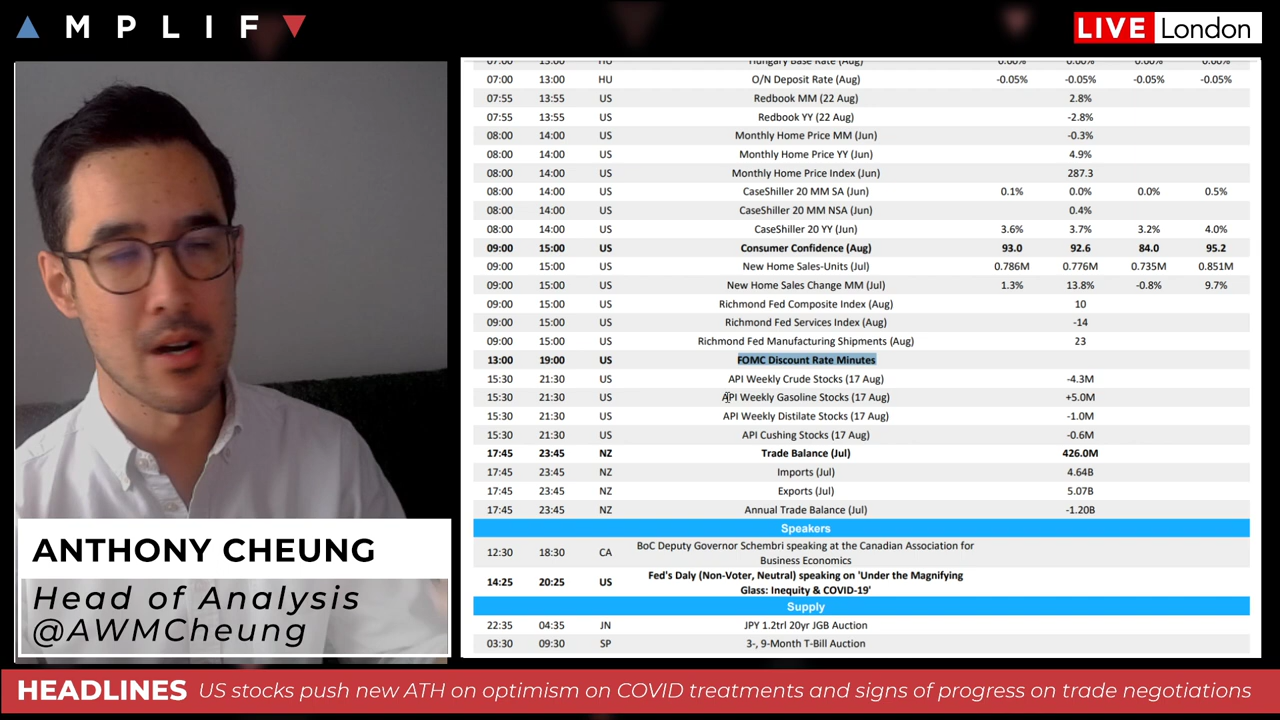 AMPLIFY
LIVE London
07:00 13:00 HU Hungary Base Rate (Aug) 0.60% 0.60% 0.60% 0.60%
07:00 13:00 HU O/N Deposit Rate (Aug) -0.05% -0.05% -0.05% -0.05%
07:55 13:55 US Redbook MM (22 Aug) 2.8%
07:55 13:55 US Redbook YY (22 Aug) -2.8%
08:00 14:00 US Monthly Home Price MM (Jun) -0.3%
08:00 14:00 US Monthly Home Price YY (Jun) 4.9%
08:00 14:00 US Monthly Home Price Index (Jun) 287.3
08:00 14:00 US CaseShiller 20 MM SA (Jun) 0.1% 0.0% 0.0% 0.5%
08:00 14:00 US CaseShiller 20 MM NSA (Jun) 0.4%
08:00 14:00 US CaseShiller 20 YY (Jun) 3.6% 3.7% 3.2% 4.0%
09:00 15:00 US Consumer Confidence (Aug) 93.0 92.6 84.0 95.2
09:00 15:00 US New Home Sales-Units (Jul) 0.786M 0.776M 0.735M 0.851M
09:00 15:00 US New Home Sales Change MM (Jul) 1.3% 13.8% -0.8% 9.7%
09:00 15:00 US Richmond Fed Composite Index (Aug) 10
09:00 15:00 US Richmond Fed Services Index (Aug) -14
09:00 15:00 US Richmond Fed Manufacturing Shipments (Aug) 23
13:00 19:00 US FOMC Discount Rate Minutes
15:30 21:30 US API Weekly Crude Stocks (17 Aug) -4.3M
15:30 21:30 US API Weekly Gasoline Stocks (17 Aug) +5.0M
15:30 21:30 US API Weekly Distilate Stocks (17 Aug) -1.0M
15:30 21:30 US API Cushing Stocks (17 Aug) -0.6M
17:45 23:45 NZ Trade Balance (Jul) 426.0M
17:45 23:45 NZ Imports (Jul) 4.64B
17:45 23:45 NZ Exports (Jul) 5.07B
17:45 23:45 NZ Annual Trade Balance (Jul) -1.20B
Speakers
12:30 18:30 CA BoC Deputy Governor Schembri speaking at the Canadian Association for
Business Economics
14:25 20:25 US Fed's Daly (Non-Voter, Neutral) speaking on 'Under the Magnifying
Glass: Inequity & COVID-19'
Supply
22:35 04:35 JN JPY 1.2trl 20yr JGB Auction
03:30 09:30 SP 3-, 9-Month T-Bill Auction
ANTHONY CHEUNG
Head of Analysis
@AWMCheung
HEADLINES US stocks push new ATH on optimism on COVID treatments and signs of progress on trade negotiations